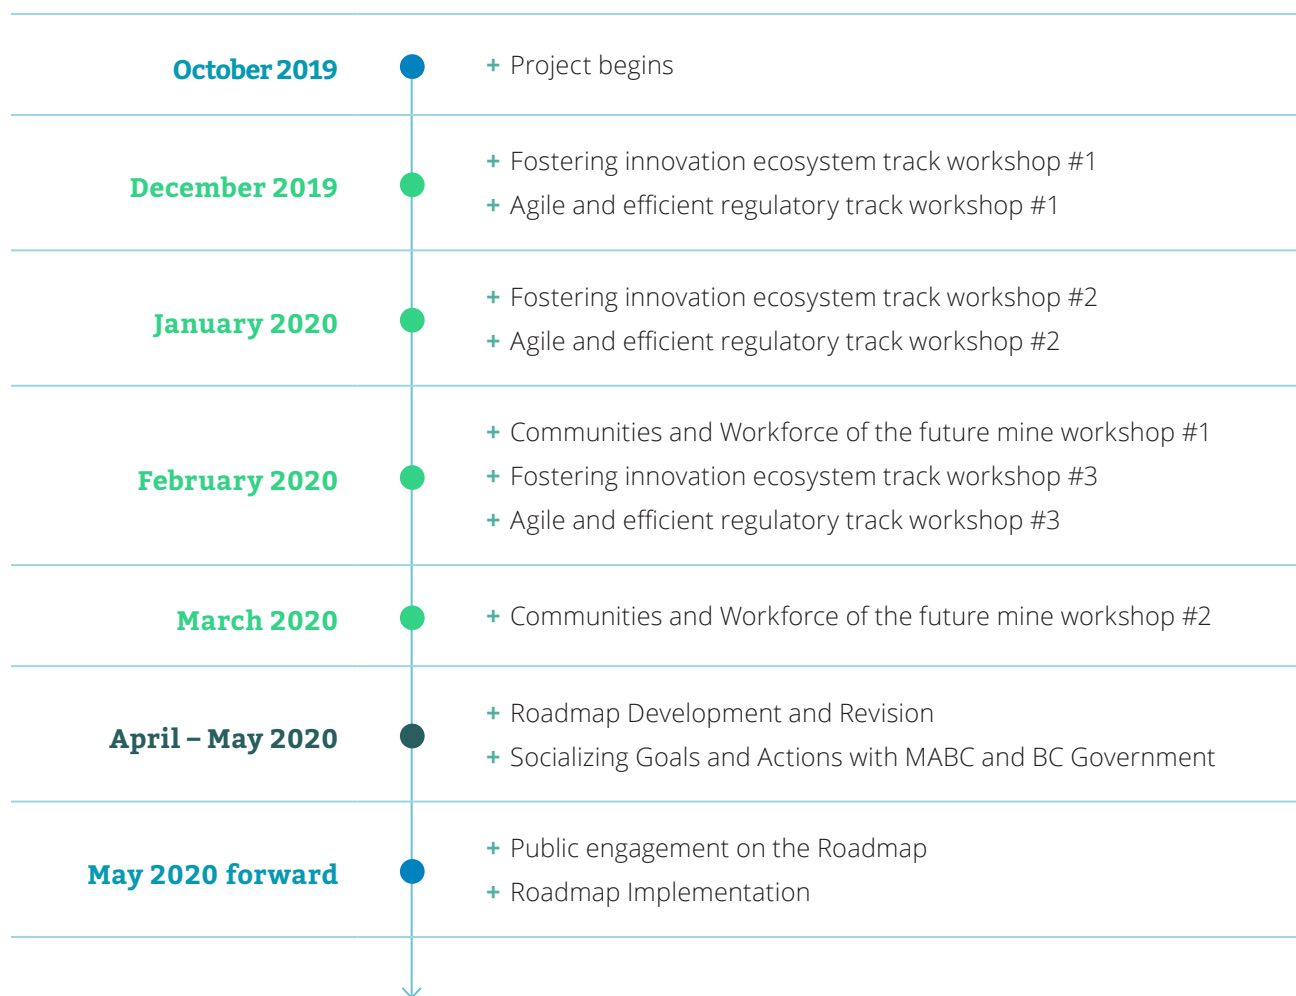 October 2019
+ Project begins
December 2019
+ Fostering innovation ecosystem track workshop #1
+ Agile and efficient regulatory track workshop #1
January 2020
+ Fostering innovation ecosystem track workshop #2
+ Agile and efficient regulatory track workshop #2
February 2020
+ Communities and Workforce of the future mine workshop #1
+ Fostering innovation ecosystem track workshop #3
+ Agile and efficient regulatory track workshop #3
March 2020
+ Communities and Workforce of the future mine workshop #2
April – May 2020
+ Roadmap Development and Revision
+ Socializing Goals and Actions with MABC and BC Government
May 2020 forward
+ Public engagement on the Roadmap
+ Roadmap Implementation